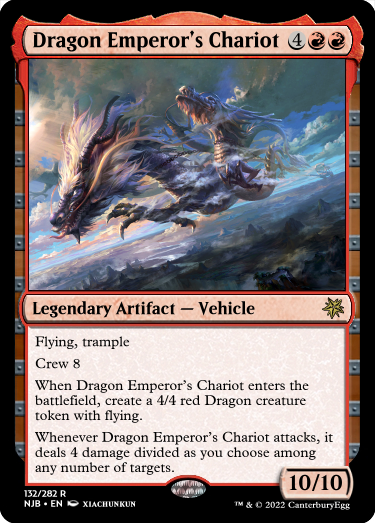 Dragon Emperor's Chariot 4
Legendary Artifact — Vehicle
Flying, trample
Crew 8
When Dragon Emperor's Chariot enters the
battlefield, create a 4/4 red Dragon creature
token with flying.
Whenever Dragon Emperor's Chariot attacks, it
deals 4 damage divided as you choose among
any number of targets.
10/10
132/282 R
NJB • EN XIACHUNKUN
™ & © 2022 CanterburyEgg